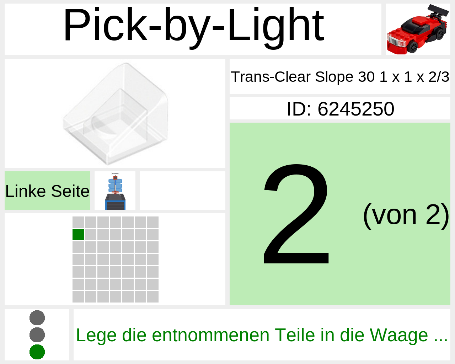 Pick-by-Light
Trans-Clear Slope 30 1 x 1 x 2/3
ID: 6245250
Linke Seite
2 (von 2)
Lege die entnommenen Teile in die Waage ...